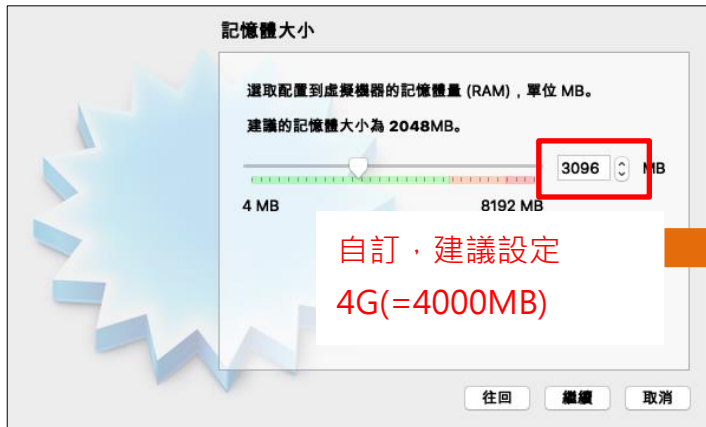 記憶體大小
選取配置到虛擬機器的記憶體量 (RAM)，單位 MB。
建議的記憶體大小為 2048MB。
3096 MB
4 MB 8192 MB
自訂，建議設定
4G(=4000MB)
往回 繼續 取消